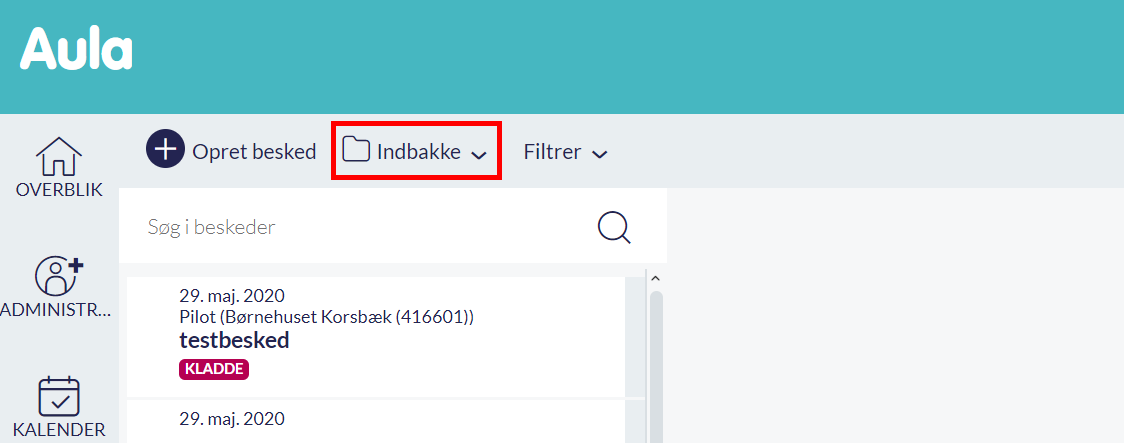 Aula
OVERBLIK
ADMINISTR...
KALENDER
Opret besked
Indbakke
Filtrer
Søg i beskeder
29. maj. 2020
Pilot (Børnehuset Korsbæk (416601))
testbesked
KLADDE
29. maj. 2020